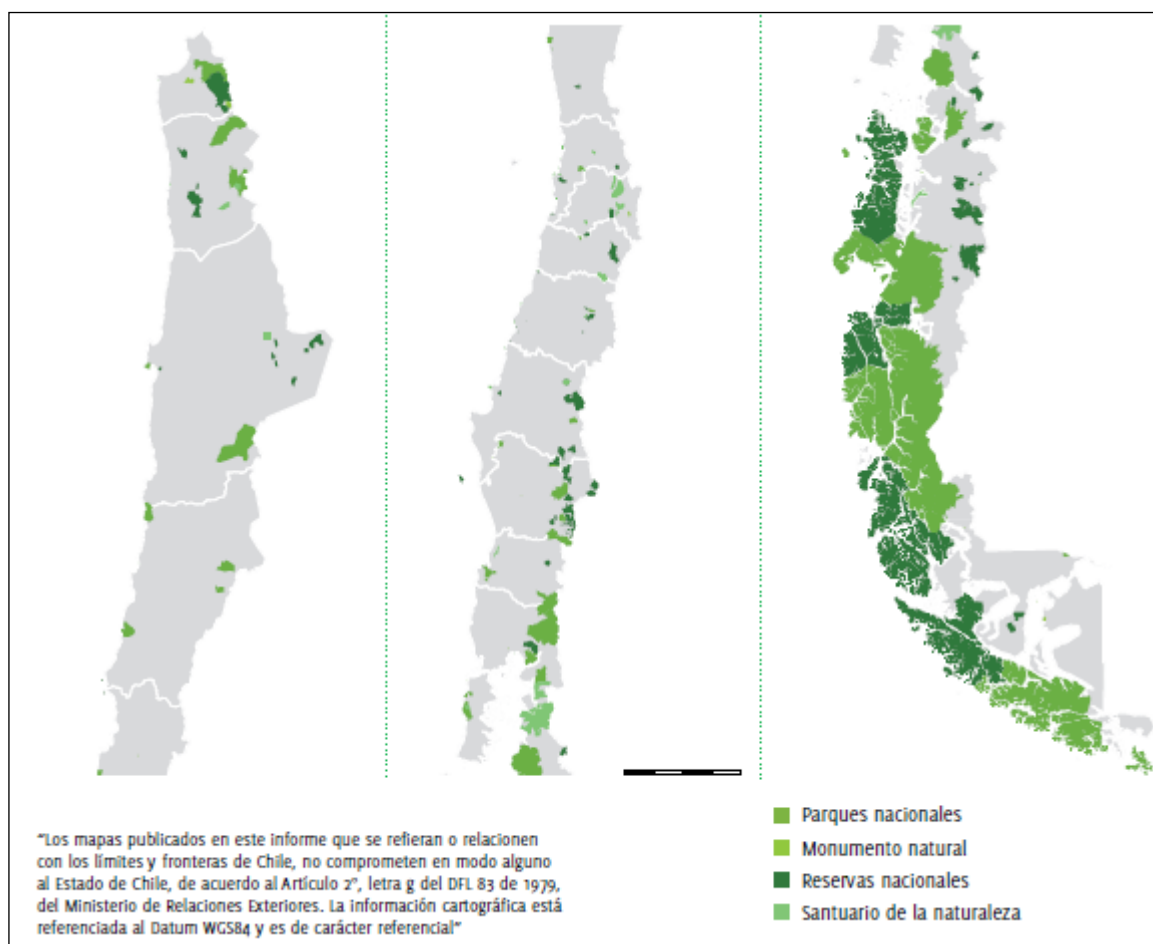 Parques nacionales
Monumento natural
Reservas nacionales
Santuario de la naturaleza
"Los mapas publicados en este informe que se refieran o relacionen
con los límites y fronteras de Chile, no comprometen en modo alguno
al Estado de Chile, de acuerdo al Artículo 2°, letra g del DFL 83 de 1979,
del Ministerio de Relaciones Exteriores. La información cartográfica está
referenciada al Datum WGS84 y es de carácter referencial"